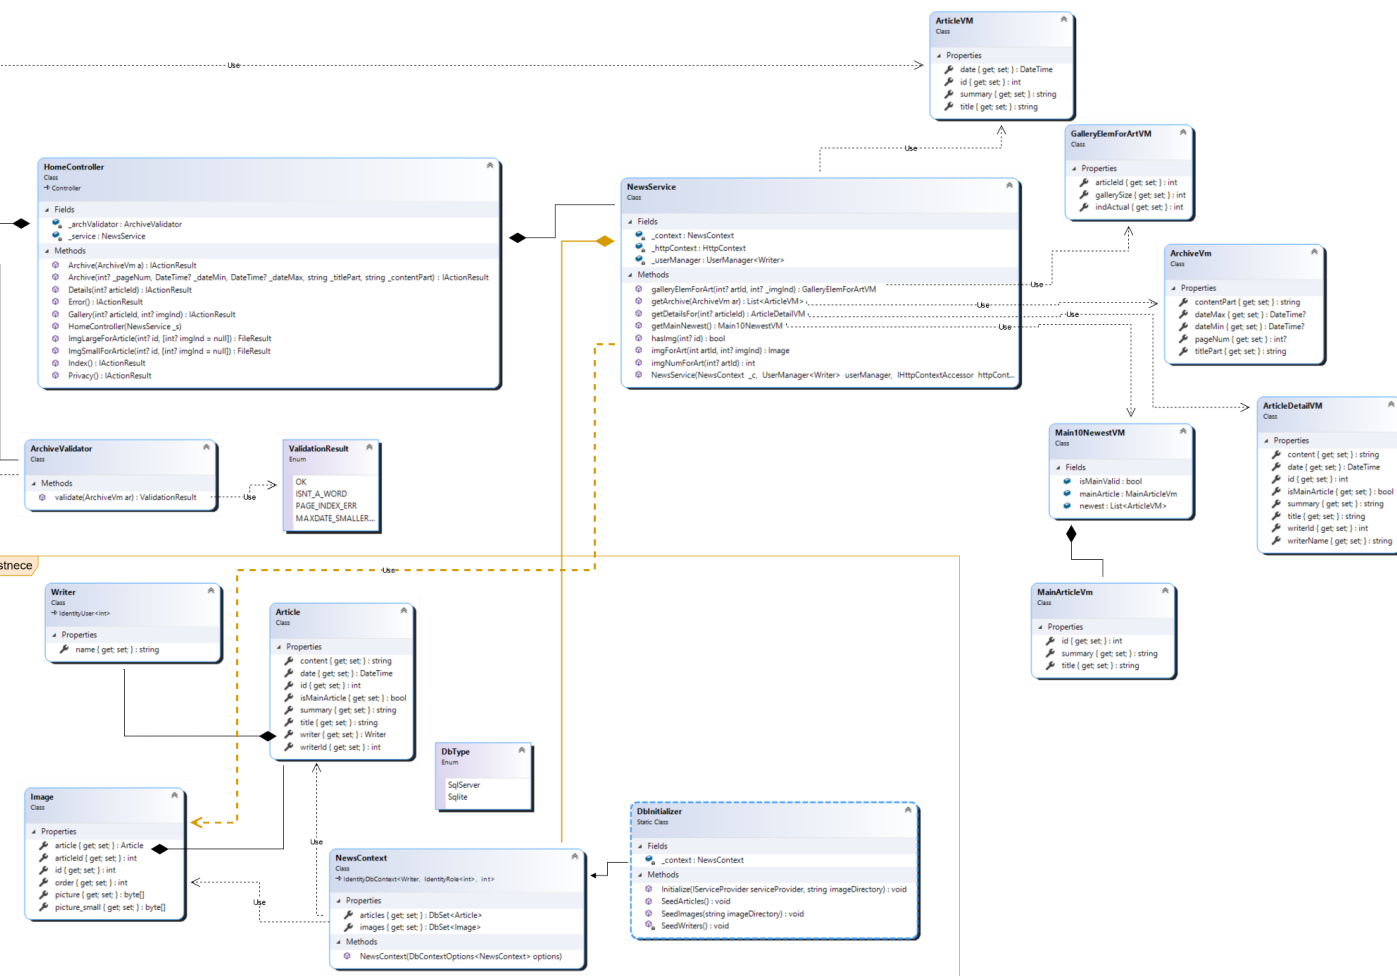 ArticleVM
Class
Properties
date { get; set; } : DateTime
id { get; set; } : int
summary { get; set; } : string
title { get; set; } : string
Use
Use
GalleryElemForArtVM
Class
Properties
articleId { get; set; } : int
gallerySize { get; set; } : int
indActual { get; set; } : int
HomeController
Class
Controller
Fields
_archValidator : ArchiveValidator
_service : NewsService
Methods
Archive(ArchiveVm a) : IActionResult
Archive(int? _pageNum, DateTime? _dateMin, DateTime? _dateMax, string _titlePart, string _contentPart) : IActionResult
Details(int? articleId) : IActionResult
Error() : IActionResult
Gallery(int? articleId, int? imgInd) : IActionResult
HomeController(NewsService _s)
ImgLargeForArticle(int? id, [int? imgInd = null]) : FileResult
ImgSmallForArticle(int? id, [int? imgInd = null]) : FileResult
Index() : IActionResult
Privacy() : IActionResult
NewsService
Class
Fields
_context : NewsContext
_httpContext : HttpContext
_userManager : UserManager<Writer>
Methods
galleryElemForArt(int? artId, int? _imgInd) : GalleryElemForArtVM
getArchive(ArchiveVm ar) : List<ArticleVM>
getDetailsFor(int? articleId) : ArticleDetailVM
getMainNewest() : Main10NewestVM
hasImg(int? id) : bool
imgForArt(int artId, int? imgInd) : Image
imgNumForArt(int? artId) : int
NewsService(NewsContext _c, UserManager<Writer> userManager, IHttpContextAccessor httpCont...
Use
Use
Use
Use
ArchiveVm
Class
Properties
contentPart { get; set; } : string
dateMax { get; set; } : DateTime?
dateMin { get; set; } : DateTime?
pageNum { get; set; } : int?
titlePart { get; set; } : string
ArticleDetailVM
Class
Properties
content { get; set; } : string
date { get; set; } : DateTime
id { get; set; } : int
isMainArticle { get; set; } : bool
summary { get; set; } : string
title { get; set; } : string
writerId { get; set; } : int
writerName { get; set; } : string
Main10NewestVM
Class
Fields
isMainValid : bool
mainArticle : MainArticleVm
newest : List<ArticleVM>
MainArticleVm
Class
Properties
id { get; set; } : int
summary { get; set; } : string
title { get; set; } : string
ArchiveValidator
Class
Methods
validate(ArchiveVm ar) : ValidationResult
Use
ValidationResult
Enum
OK
ISNT_A_WORD
PAGE_INDEX_ERR
MAXDATE_SMALLER...
stnece
Use
Writer
Class
IdentityUser<int>
Properties
name { get; set; } : string
Article
Class
Properties
content { get; set; } : string
date { get; set; } : DateTime
id { get; set; } : int
isMainArticle { get; set; } : bool
summary { get; set; } : string
title { get; set; } : string
writer { get; set; } : Writer
writerId { get; set; } : int
DbType
Enum
SqlServer
Sqlite
Image
Class
Properties
article { get; set; } : Article
articleId { get; set; } : int
id { get; set; } : int
order { get; set; } : int
picture { get; set; } : byte[]
picture_small { get; set; } : byte[]
Use
Use
NewsContext
Class
IdentityDbContext<Writer, IdentityRole<int>, int>
Properties
articles { get; set; } : DbSet<Article>
images { get; set; } : DbSet<Image>
Methods
NewsContext(DbContextOptions<NewsContext> options)
DbInitializer
Static Class
Fields
_context : NewsContext
Methods
Initialize(IServiceProvider serviceProvider, string imageDirectory) : void
SeedArticles() : void
SeedImages(string imageDirectory) : void
SeedWriters() : void